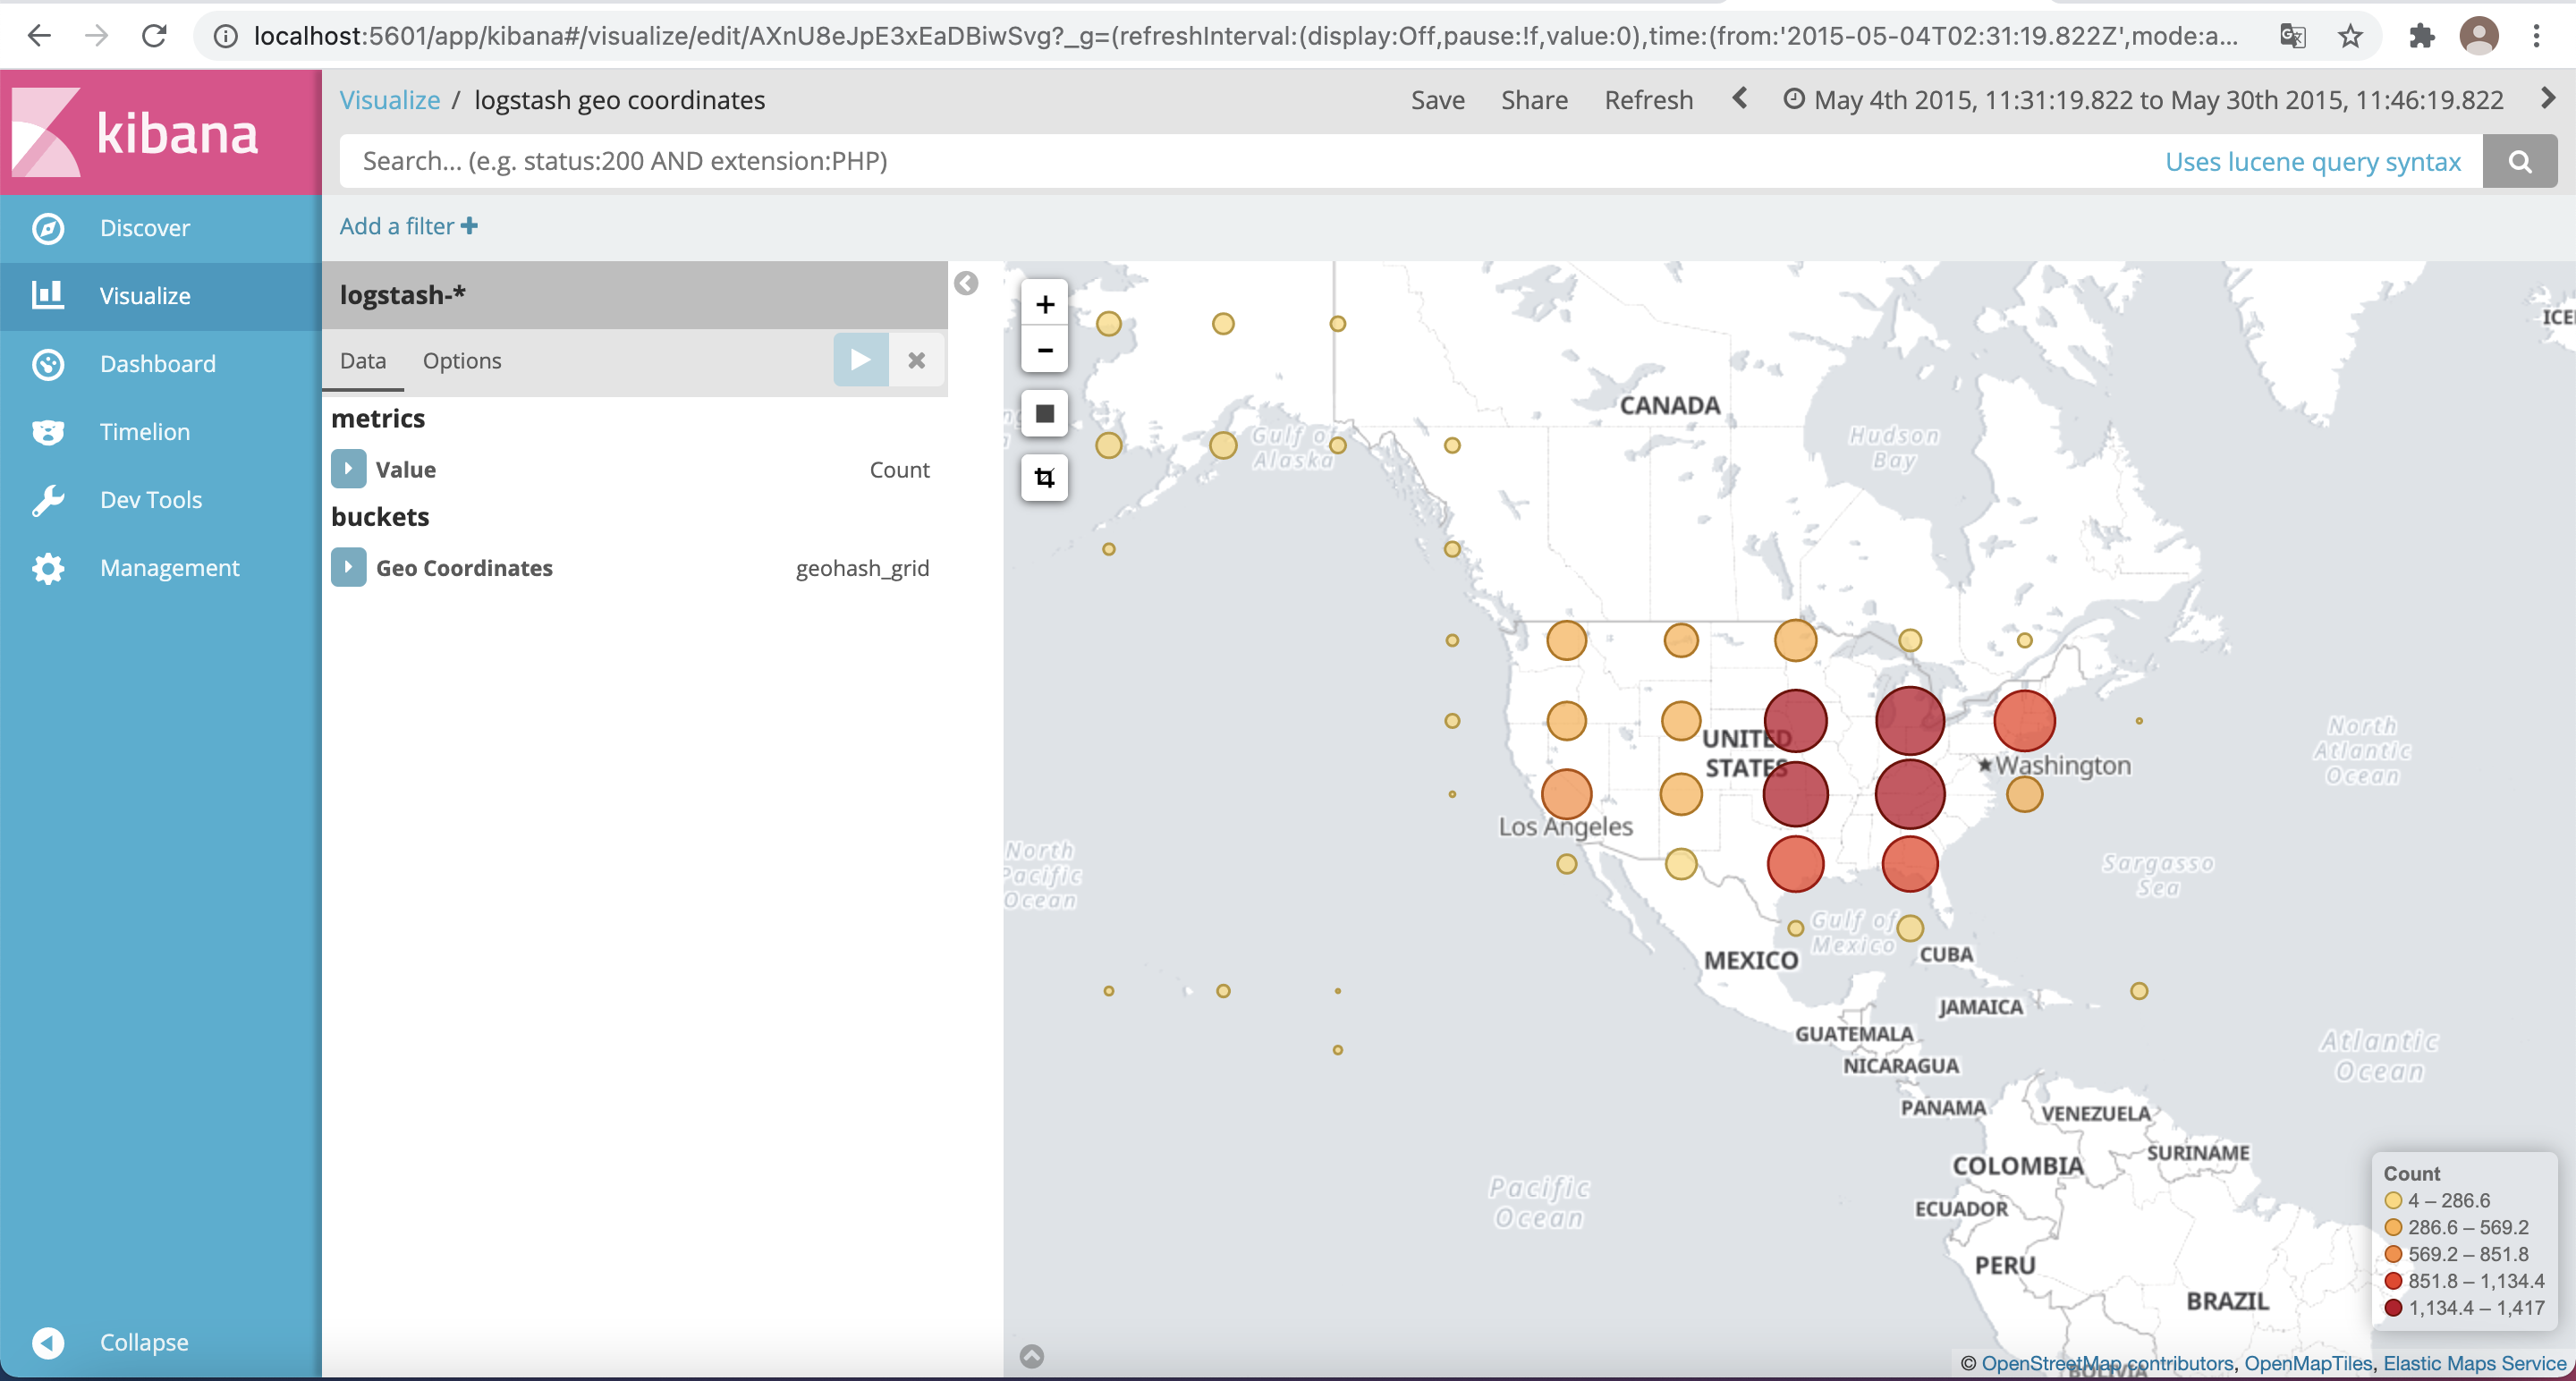 localhost:5601/app/kibana#/visualize/edit/AXnU8eJpE3xEaDBiwSvg?_g=(refreshInterval:(display:Off,pause:!f,value:0),time:(from:'2015-05-04T02:31:19.822Z',mode:a...
kibana
Visualize / logstash geo coordinates
Save Share Refresh May 4th 2015, 11:31:19.822 to May 30th 2015, 11:46:19.822
Search... (e.g. status:200 AND extension:PHP) Uses lucene query syntax
Add a filter
Discover
Visualize
Dashboard
Timelion
Dev Tools
Management
Collapse
logstash-*
Data Options
metrics
Value Count
buckets
Geo Coordinates geohash_grid
+
−
ICE
CANADA
Gulf of
Alaska
Hudson
Bay
UNITED
STATES
Washington
Los Angeles
North
Pacific
Ocean
North
Atlantic
Ocean
Sargasso
Sea
Gulf of
Mexico
MEXICO
CUBA
JAMAICA
GUATEMALA
NICARAGUA
PANAMA
VENEZUELA
SURINAME
COLOMBIA
ECUADOR
PERU
BRAZIL
BOLIVIA
Atlantic
Ocean
Pacific
Ocean
Count
4 – 286.6
286.6 – 569.2
569.2 – 851.8
851.8 – 1,134.4
1,134.4 – 1,417
© OpenStreetMap contributors, OpenMapTiles, Elastic Maps Service